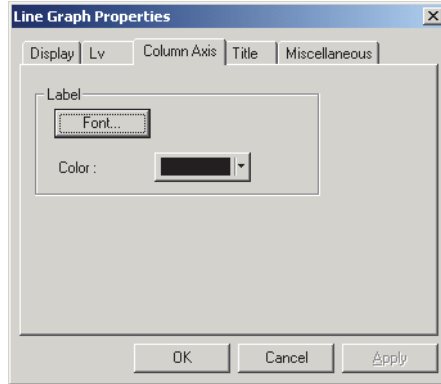 Line Graph Properties
Display Lv Column Axis Title Miscellaneous
Label
Font...
Color :
OK Cancel Apply